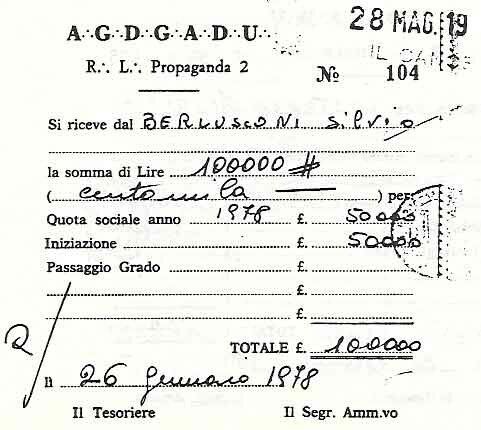 28 MAG. 19
A∴ G∴ D∴ G∴ A∴ D∴ U∴
IL CAN
R∴ L∴ Propaganda 2
№ 104
Si riceve dal BERLUSCONI Silvio
la somma di Lire 100000 #
( centomila ) per:
Quota sociale anno 1978 £. 50000
Iniziazione £. 50000
Passaggio Grado £.
£.
£.
TOTALE £. 100000
lì 26 Gennaio 1978
Il Tesoriere Il Segr. Amm.vo